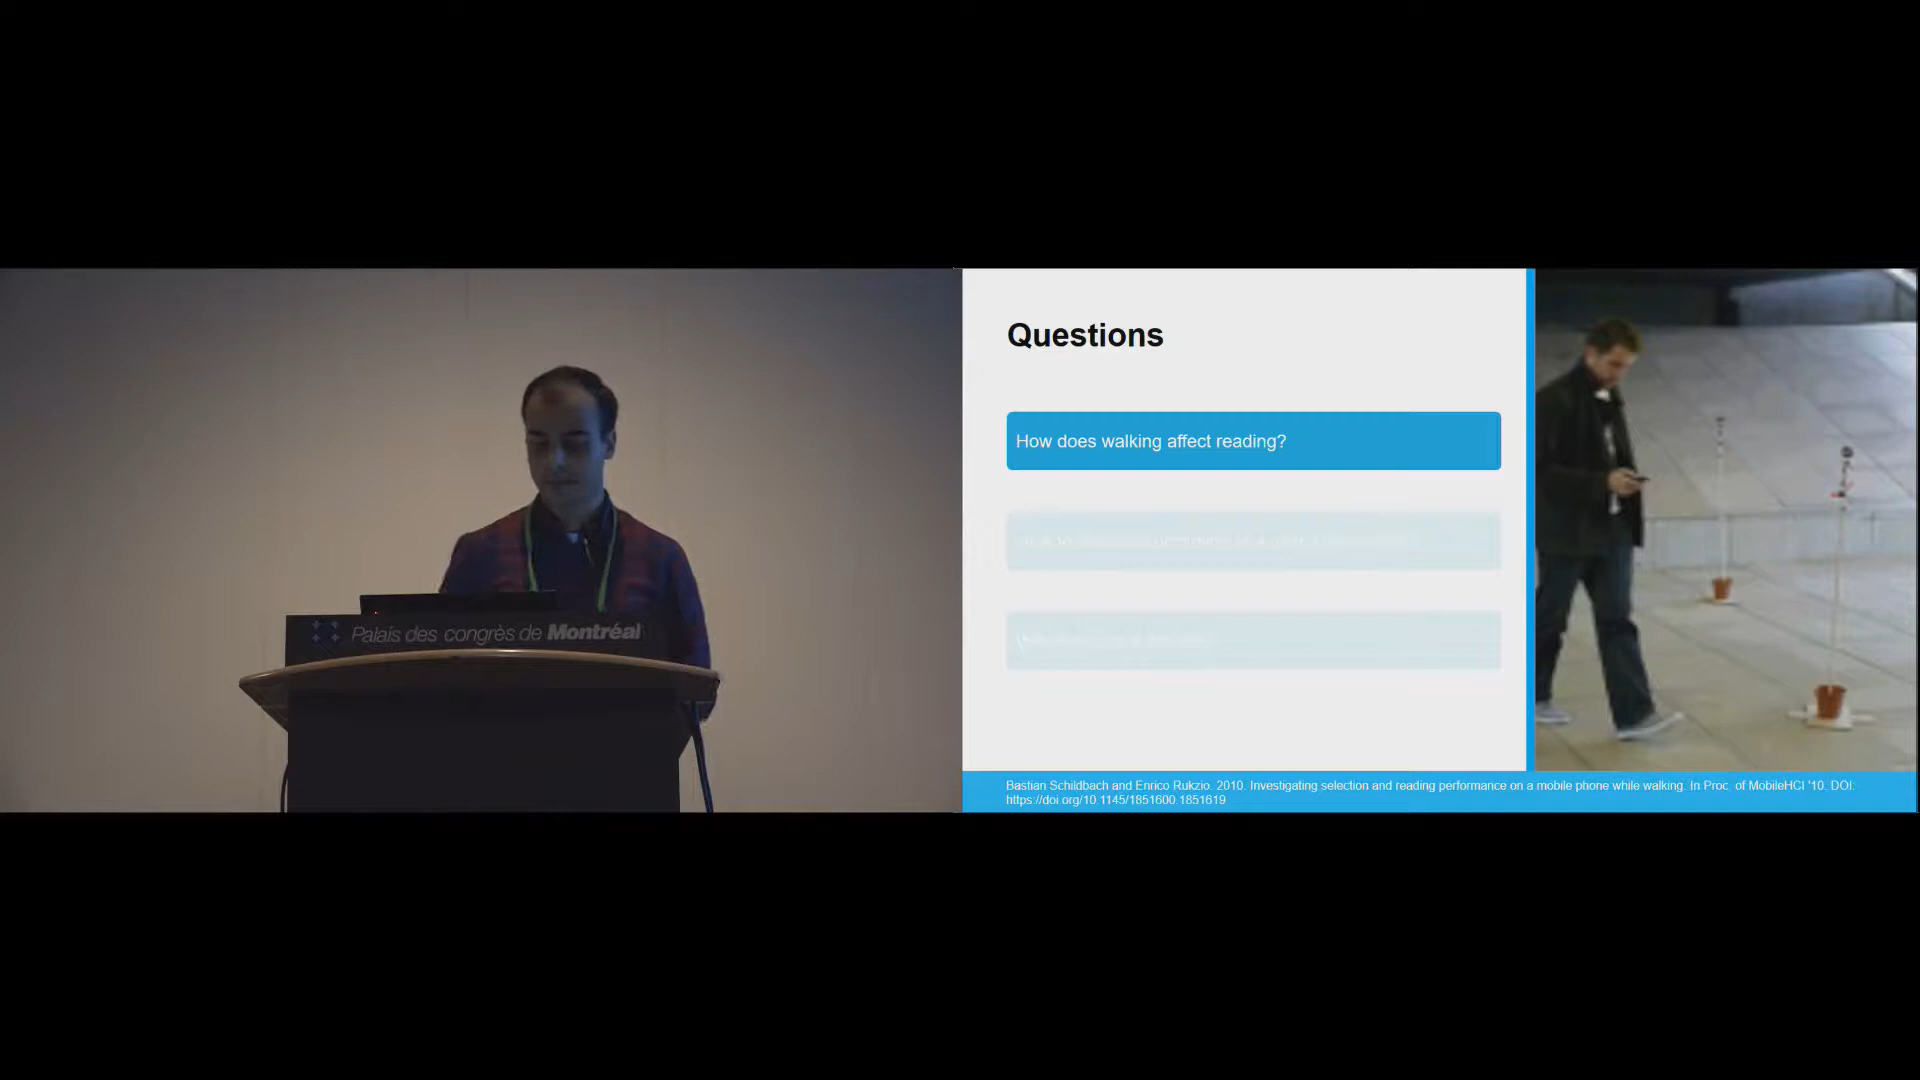 Palais des congrès de Montréal
Questions
How does walking affect reading?
Bastian Schildbach and Enrico Rukzio. 2010. Investigating selection and reading performance on a mobile phone while walking. In Proc. of MobileHCI '10. DOI:
https://doi.org/10.1145/1851600.1851619